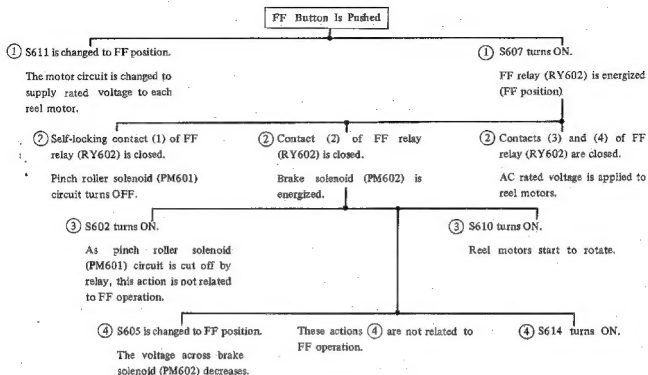 FF Button Is Pushed
① S611 is changed to FF position.
The motor circuit is changed to
supply rated voltage to each
reel motor.
① S607 turns ON.
FF relay (RY602) is energized
(FF position)
② Self-locking contact (1) of FF
relay (RY602) is closed.
Pinch roller solenoid (PM601)
circuit turns OFF.
② Contact (2) of FF relay
(RY602) is closed.
Brake solenoid (PM602) is
energized.
② Contacts (3) and (4) of FF
relay (RY602) are closed.
AC rated voltage is applied to
reel motors.
③ S602 turns ON.
As pinch roller solenoid
(PM601) circuit is cut off by
relay, this action is not related
to FF operation.
③ S610 turns ON.
Reel motors start to rotate.
④ S605 is changed to FF position.
The voltage across brake
solenoid (PM602) decreases.
These actions ④ are not related to
FF operation.
④ S614 turns ON.